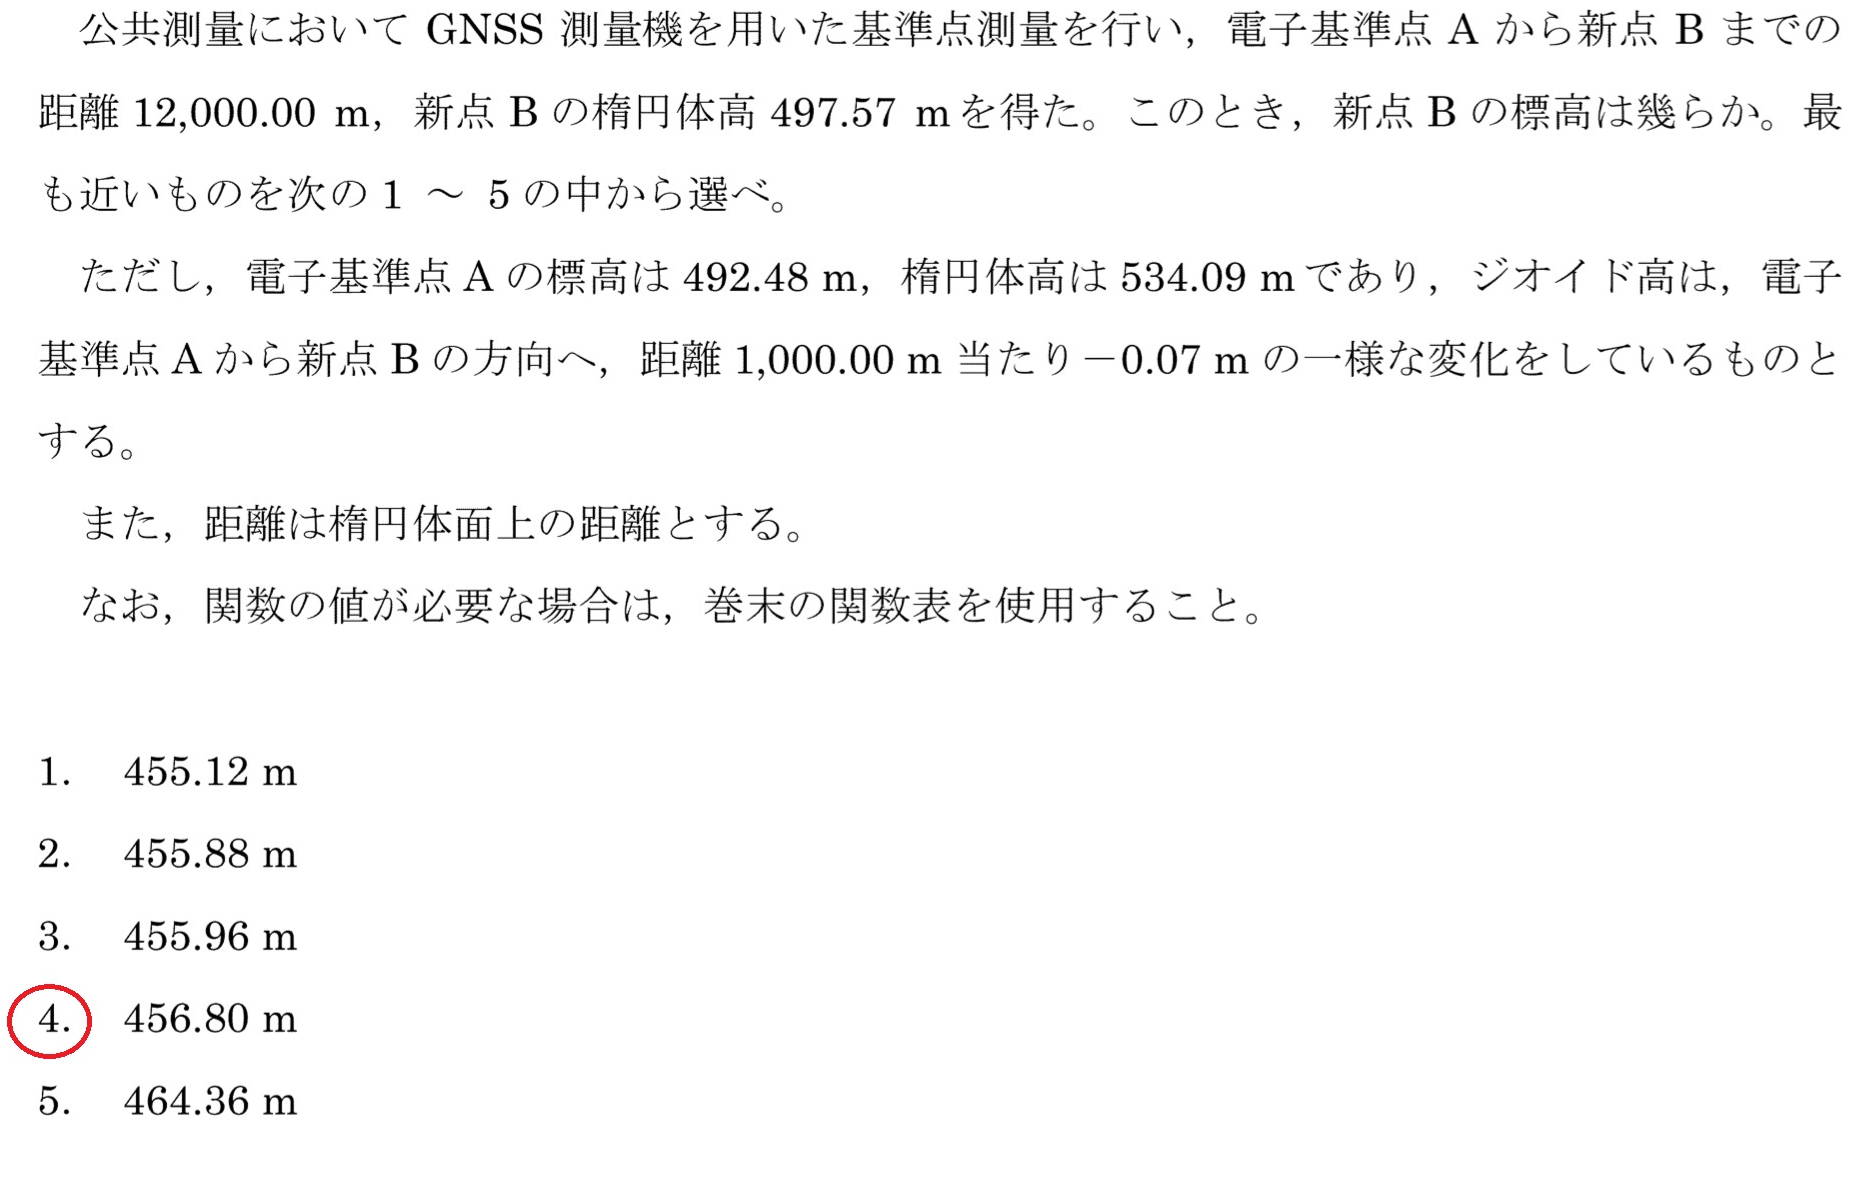 公共測量において GNSS 測量機を用いた基準点測量を行い，電子基準点 A から新点 B までの
距離 12,000.00 m，新点 B の楕円体高 497.57 m を得た。このとき，新点 B の標高は幾らか。最
も近いものを次の 1 ～ 5 の中から選べ。
ただし，電子基準点 A の標高は 492.48 m，楕円体高は 534.09 m であり，ジオイド高は，電子
基準点 A から新点 B の方向へ，距離 1,000.00 m 当たり－0.07 m の一様な変化をしているものと
する。
また，距離は楕円体面上の距離とする。
なお，関数の値が必要な場合は，巻末の関数表を使用すること。
1. 455.12 m
2. 455.88 m
3. 455.96 m
4. 456.80 m
5. 464.36 m